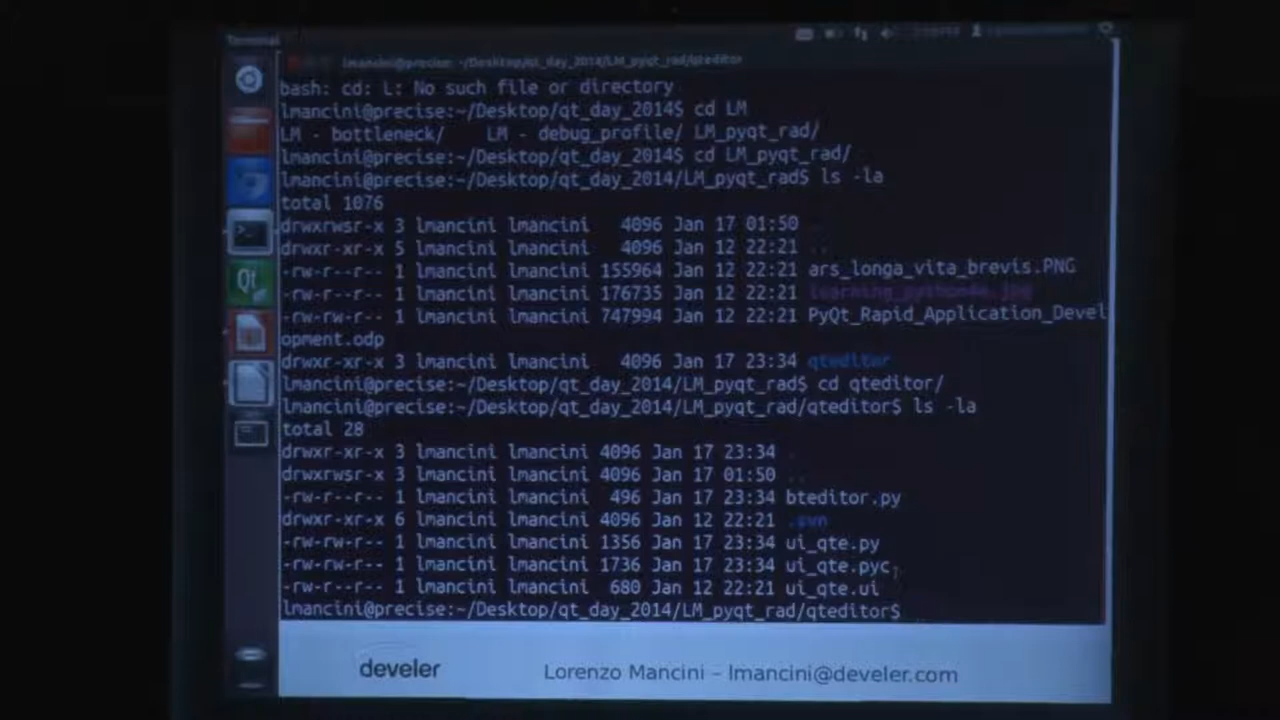 Terminal
lmancini@precise: ~/Desktop/qt_day_2014/LM_pyqt_rad/qteditor
bash: cd: L: No such file or directory
lmancini@precise:~/Desktop/qt_day_2014$ cd LM
LM - bottleneck/    LM - debug_profile/ LM_pyqt_rad/
lmancini@precise:~/Desktop/qt_day_2014$ cd LM_pyqt_rad/
lmancini@precise:~/Desktop/qt_day_2014/LM_pyqt_rad$ ls -la
total 1076
drwxrwsr-x 3 lmancini lmancini   4096 Jan 17 01:50 .
drwxr-xr-x 5 lmancini lmancini   4096 Jan 12 22:21 ..
-rw-r--r-- 1 lmancini lmancini 155964 Jan 12 22:21 ars_longa_vita_brevis.PNG
-rw-r--r-- 1 lmancini lmancini 176735 Jan 12 22:21
-rw-rw-r-- 1 lmancini lmancini 747994 Jan 12 22:21 PyQt_Rapid_Application_Devel
opment.odp
drwxr-xr-x 3 lmancini lmancini   4096 Jan 17 23:34 qteditor
lmancini@precise:~/Desktop/qt_day_2014/LM_pyqt_rad$ cd qteditor/
lmancini@precise:~/Desktop/qt_day_2014/LM_pyqt_rad/qteditor$ ls -la
total 28
drwxr-xr-x 3 lmancini lmancini 4096 Jan 17 23:34 .
drwxrwsr-x 3 lmancini lmancini 4096 Jan 17 01:50 ..
-rw-r--r-- 1 lmancini lmancini  496 Jan 17 23:34 bteditor.py
drwxr-xr-x 6 lmancini lmancini 4096 Jan 12 22:21 .svn
-rw-rw-r-- 1 lmancini lmancini 1356 Jan 17 23:34 ui_qte.py
-rw-rw-r-- 1 lmancini lmancini 1736 Jan 17 23:34 ui_qte.pyc
-rw-r--r-- 1 lmancini lmancini  680 Jan 12 22:21 ui_qte.ui
lmancini@precise:~/Desktop/qt_day_2014/LM_pyqt_rad/qteditor$
Qt
develer
Lorenzo Mancini – lmancini@develer.com